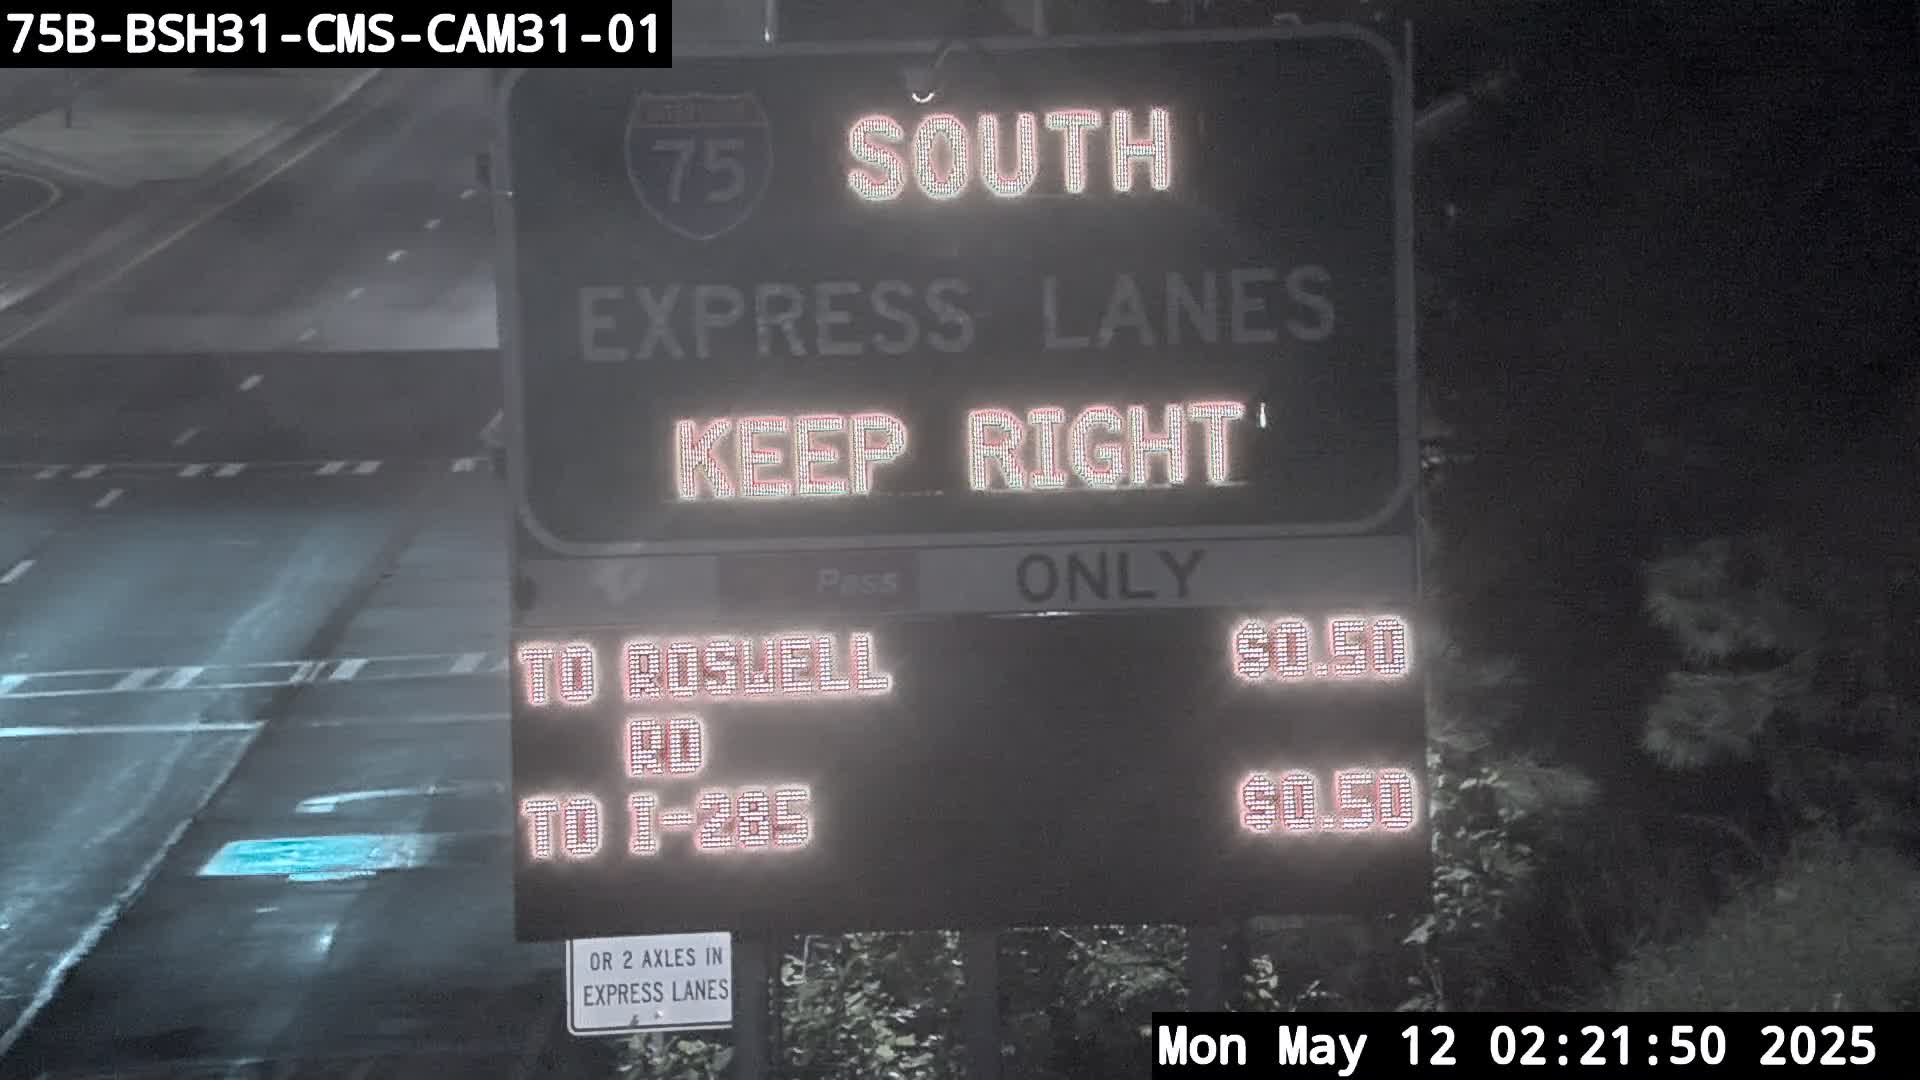 75B-BSH31-CMS-CAM31-01
INTERSTATE
75
SOUTH
EXPRESS LANES
KEEP RIGHT
Pass ONLY
TO ROSWELL $0.50
RD
TO I-285 $0.50
OR 2 AXLES IN
EXPRESS LANES
Mon May 12 02:21:50 2025